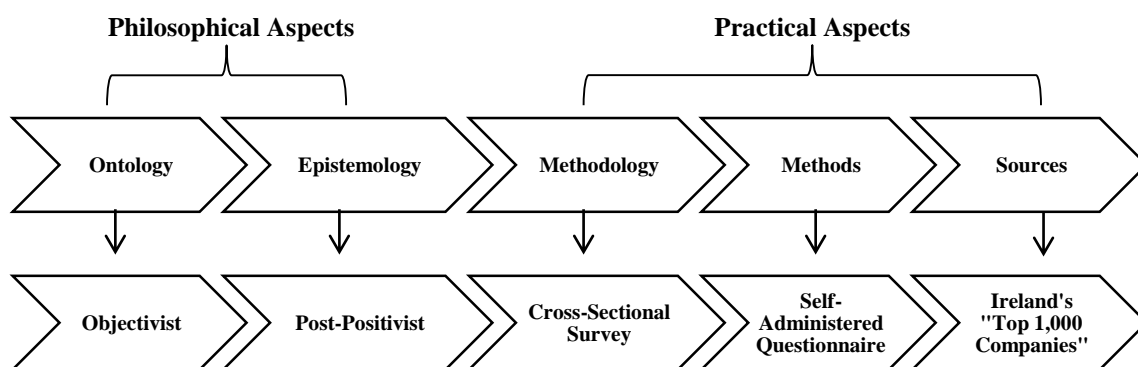 Philosophical Aspects
Practical Aspects
Ontology
Epistemology
Methodology
Methods
Sources
Objectivist
Post-Positivist
Cross-Sectional
Survey
Self-
Administered
Questionnaire
Ireland's
"Top 1,000
Companies"